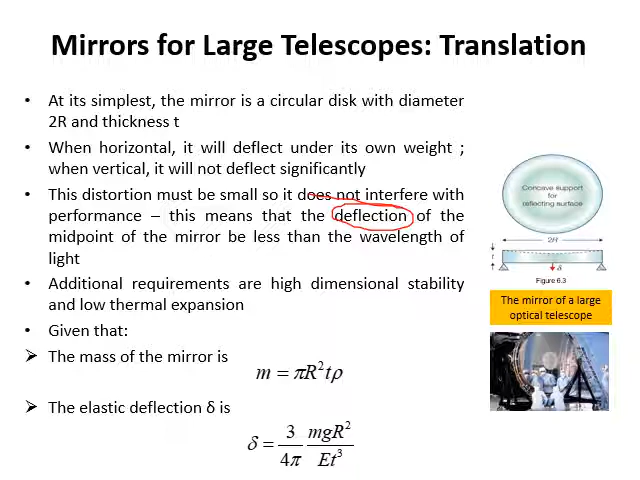 Mirrors for Large Telescopes: Translation
• At its simplest, the mirror is a circular disk with diameter
2R and thickness t
• When horizontal, it will deflect under its own weight ;
when vertical, it will not deflect significantly
• This distortion must be small so it does not interfere with
performance – this means that the deflection of the
midpoint of the mirror be less than the wavelength of
light
• Additional requirements are high dimensional stability
and low thermal expansion
• Given that:
➢ The mass of the mirror is
m = πR²tρ
➢ The elastic deflection δ is
δ = 3/4π mgR²/Et³
Concave support
for
reflecting surface
2R
t
δ
Figure 6.3
The mirror of a large
optical telescope